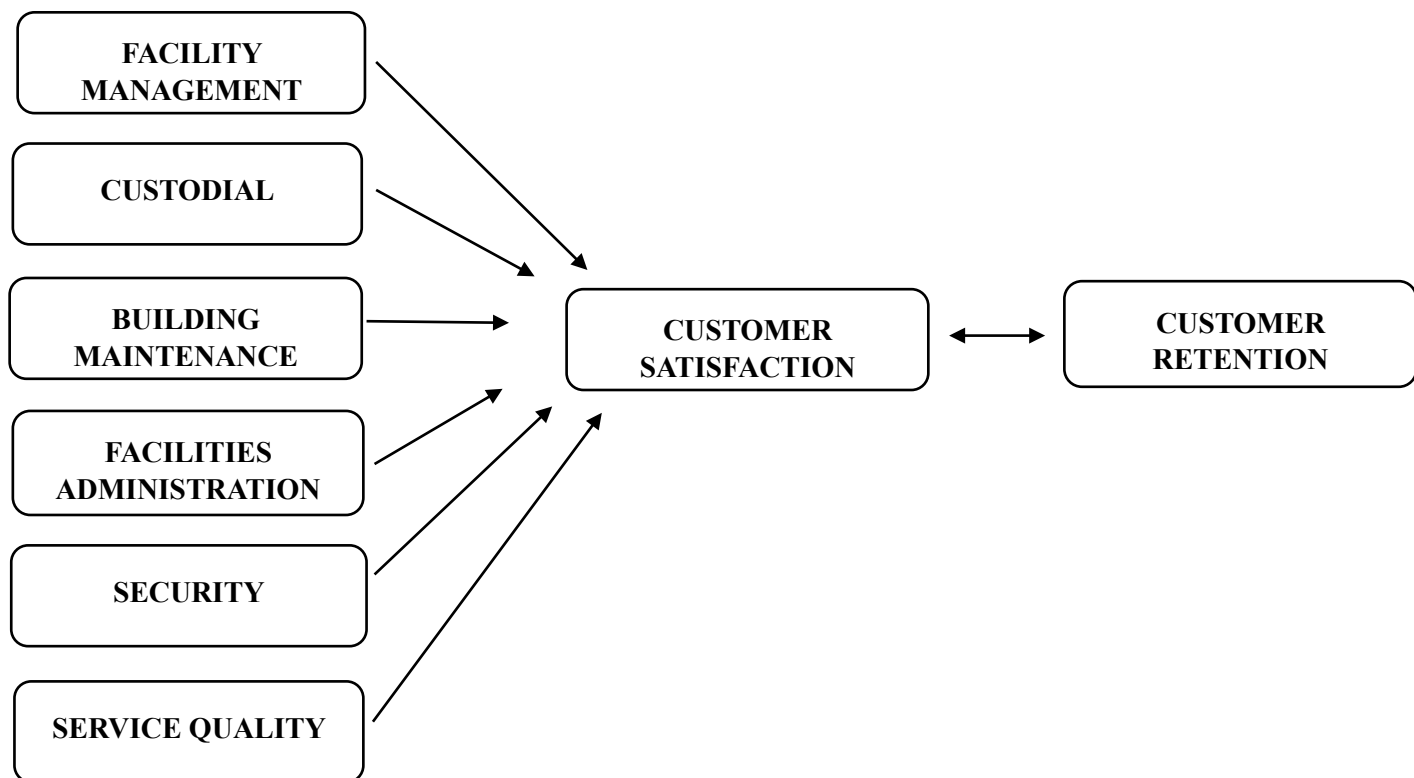 FACILITY
MANAGEMENT
CUSTODIAL
BUILDING
MAINTENANCE
FACILITIES
ADMINISTRATION
SECURITY
SERVICE QUALITY
CUSTOMER
SATISFACTION
CUSTOMER
RETENTION